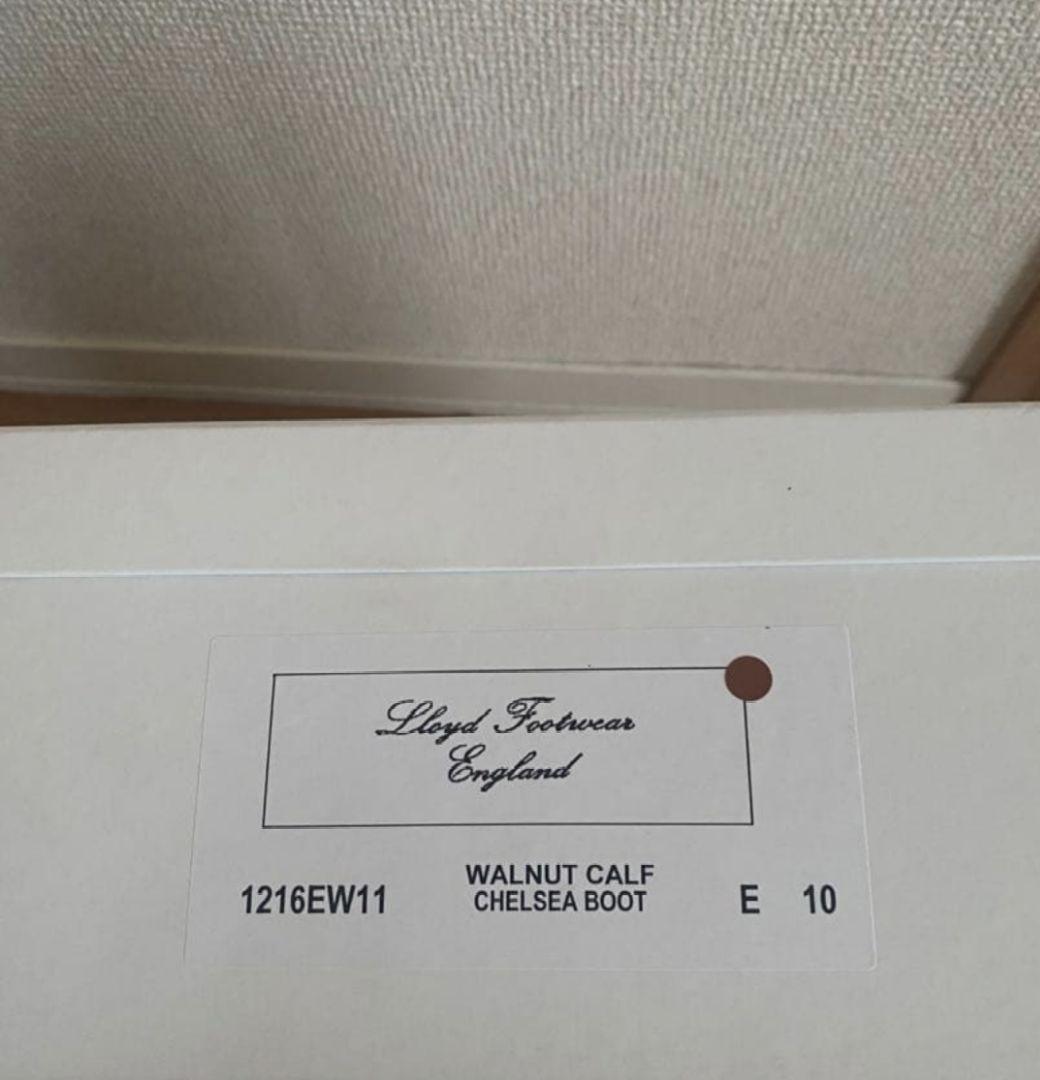 Lloyd Footwear
England
WALNUT CALF
1216EW11 CHELSEA BOOT E 10